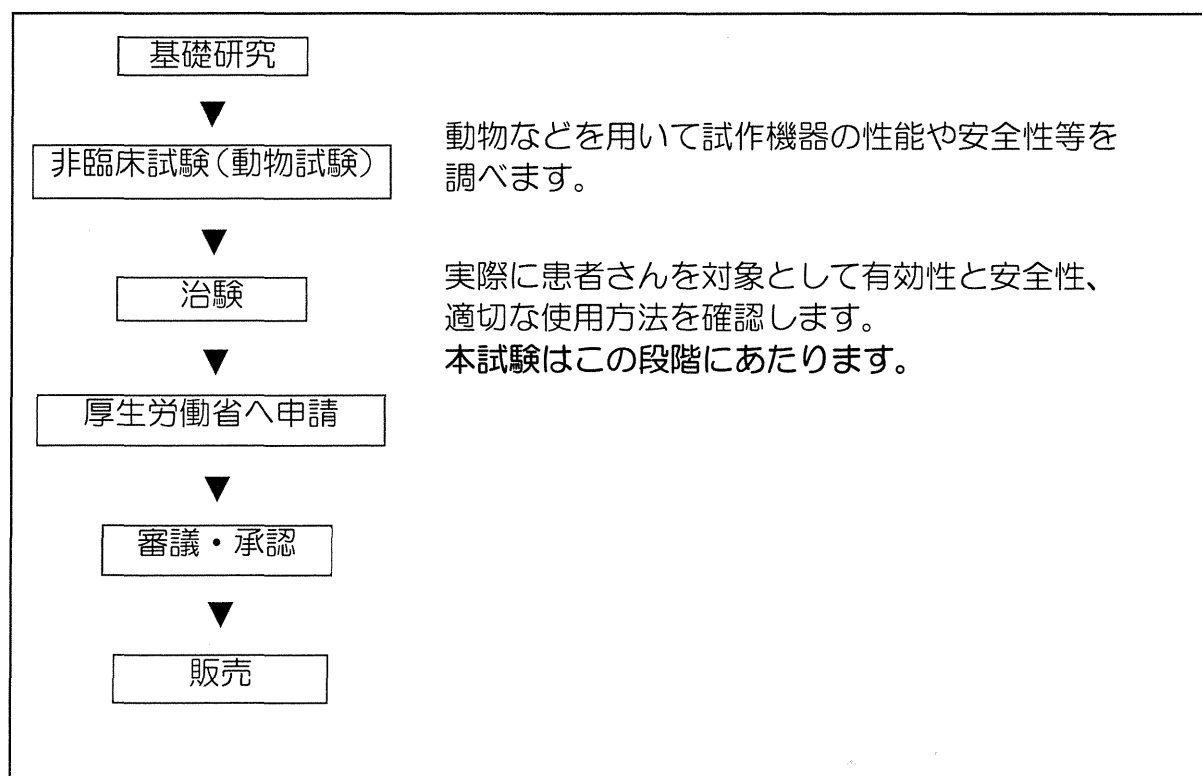 基礎研究
▼
非臨床試験(動物試験)
動物などを用いて試作機器の性能や安全性等を
調べます。
▼
治験
実際に患者さんを対象として有効性と安全性、
適切な使用方法を確認します。
本試験はこの段階にあたります。
▼
厚生労働省へ申請
▼
審議・承認
▼
販売